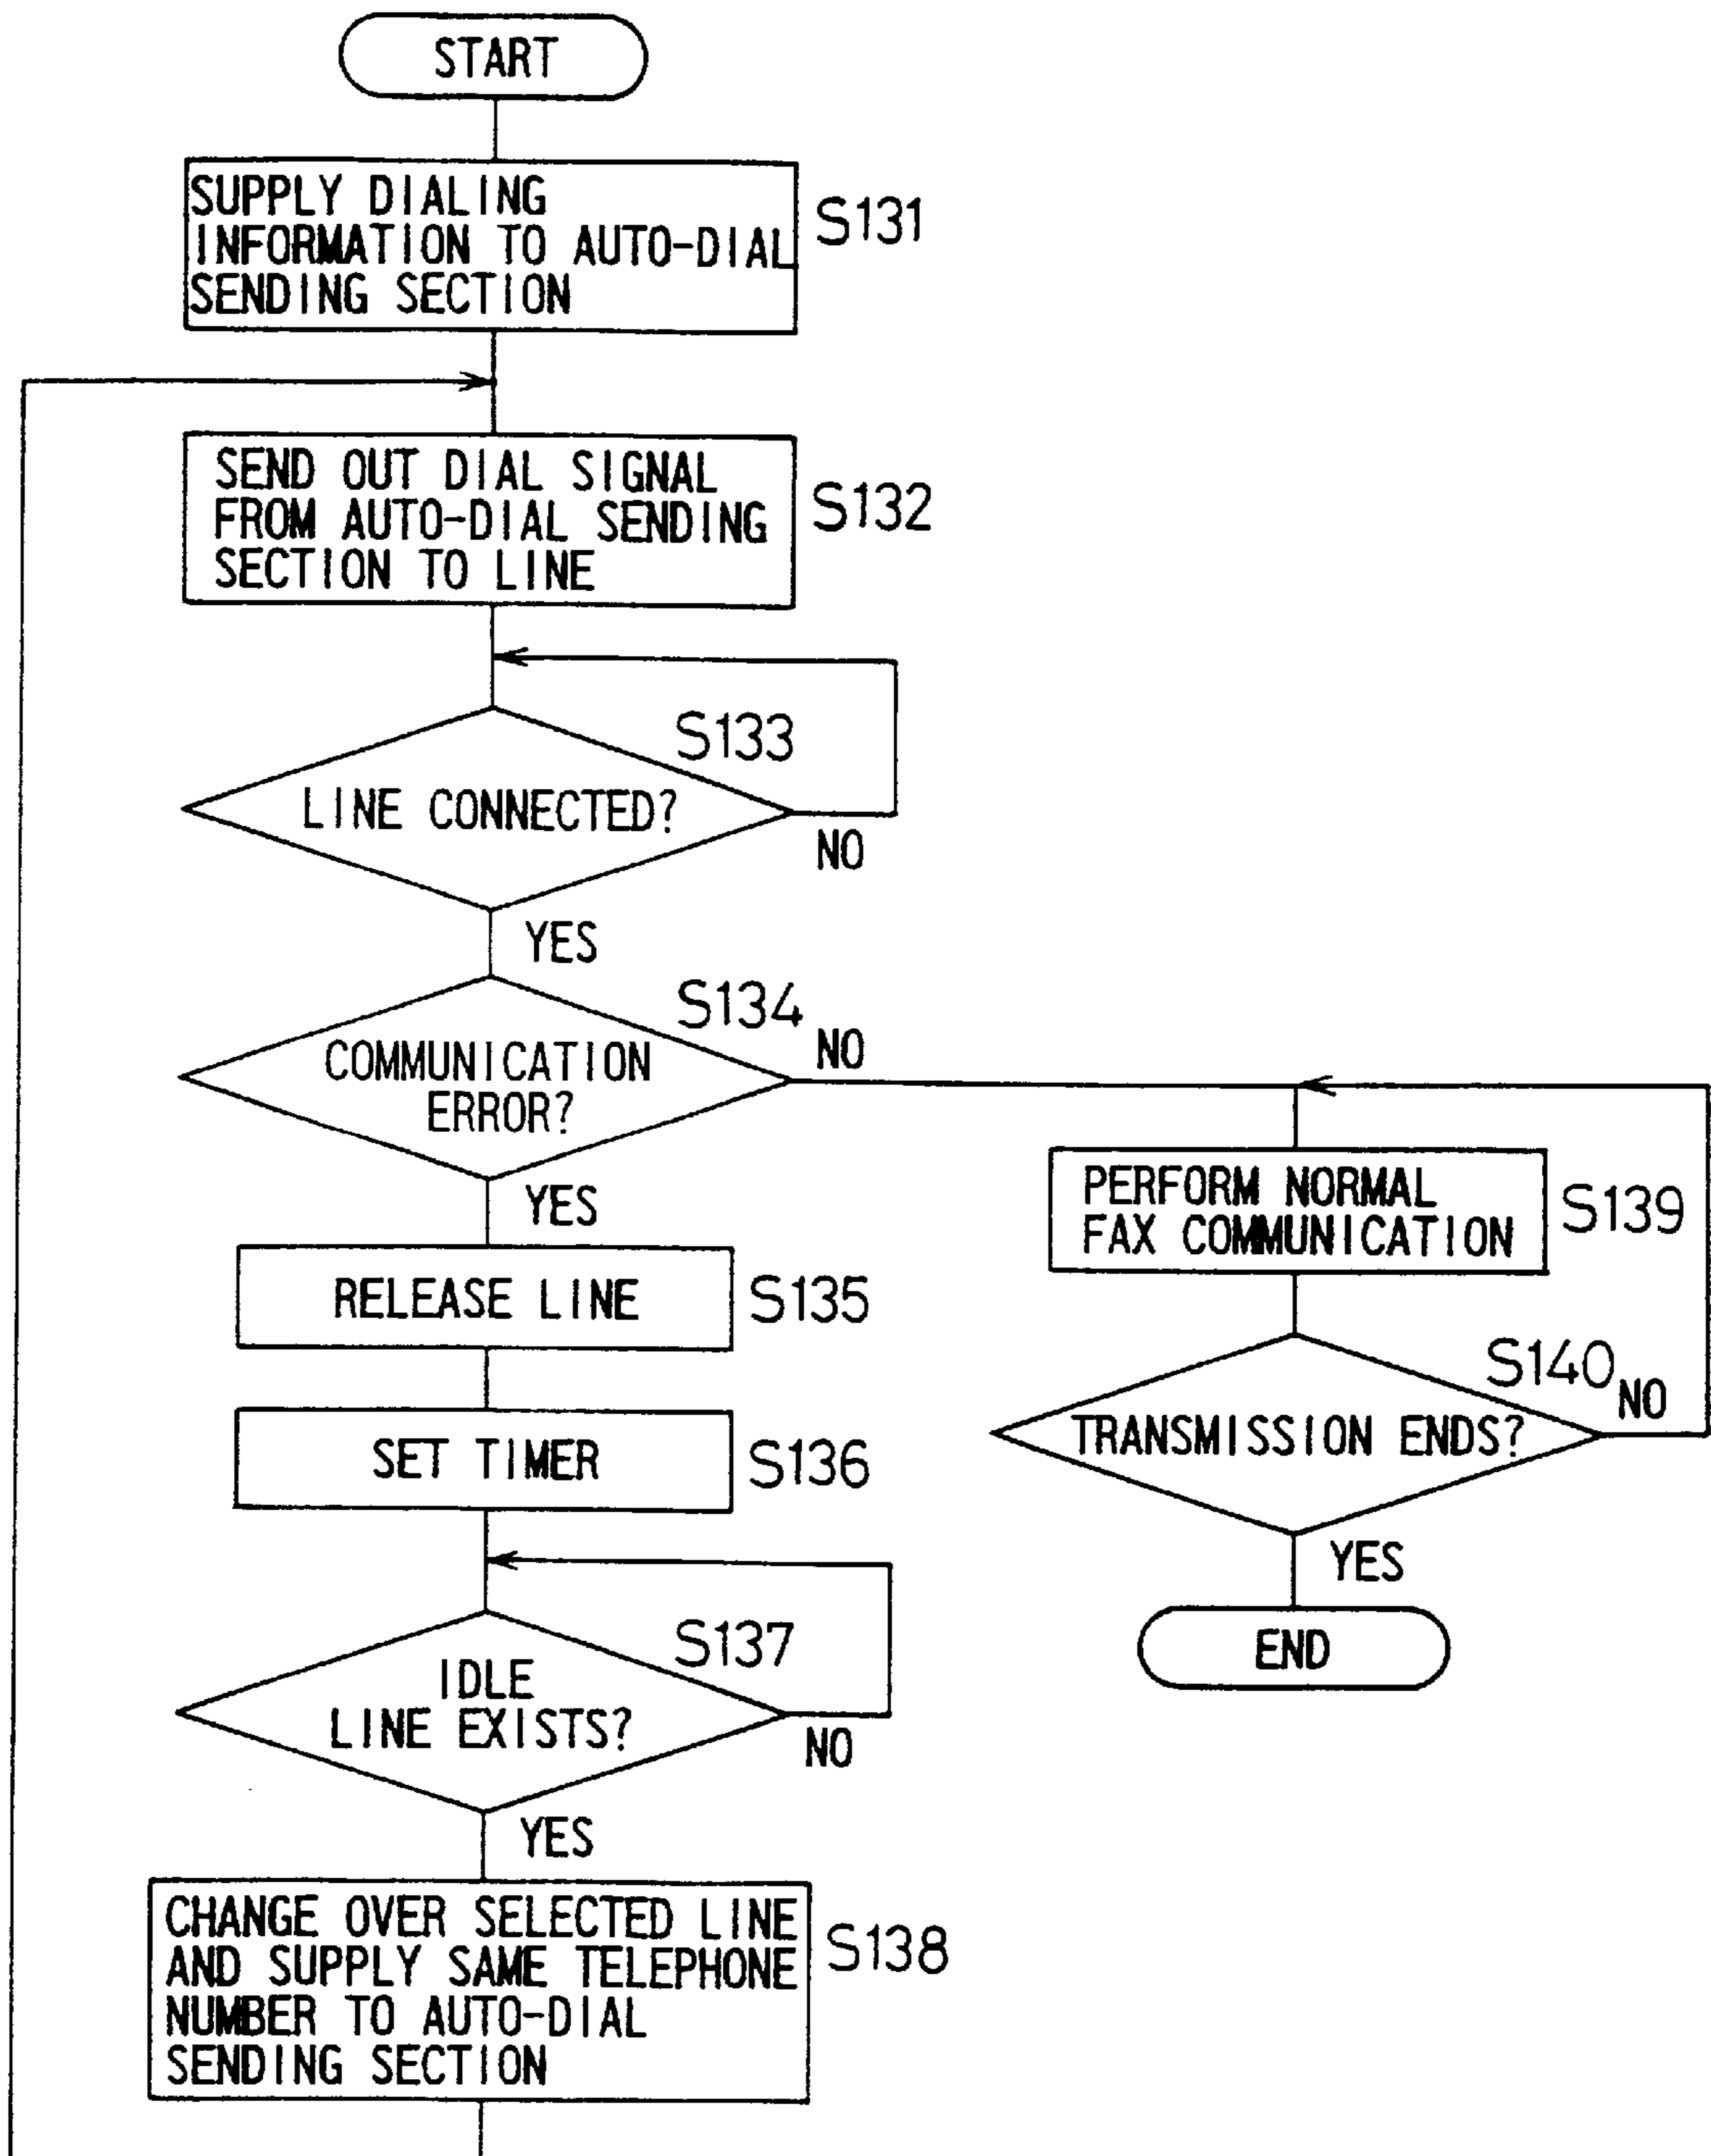 START
SUPPLY DIALING
INFORMATION TO AUTO-DIAL
SENDING SECTION
S131
SEND OUT DIAL SIGNAL
FROM AUTO-DIAL SENDING
SECTION TO LINE
S132
S133
LINE CONNECTED?
NO
YES
S134
NO
COMMUNICATION
ERROR?
YES
RELEASE LINE
S135
SET TIMER
S136
S137
IDLE
LINE EXISTS?
NO
YES
CHANGE OVER SELECTED LINE
AND SUPPLY SAME TELEPHONE
NUMBER TO AUTO-DIAL
SENDING SECTION
S138
PERFORM NORMAL
FAX COMMUNICATION
S139
S140
NO
TRANSMISSION ENDS?
YES
END